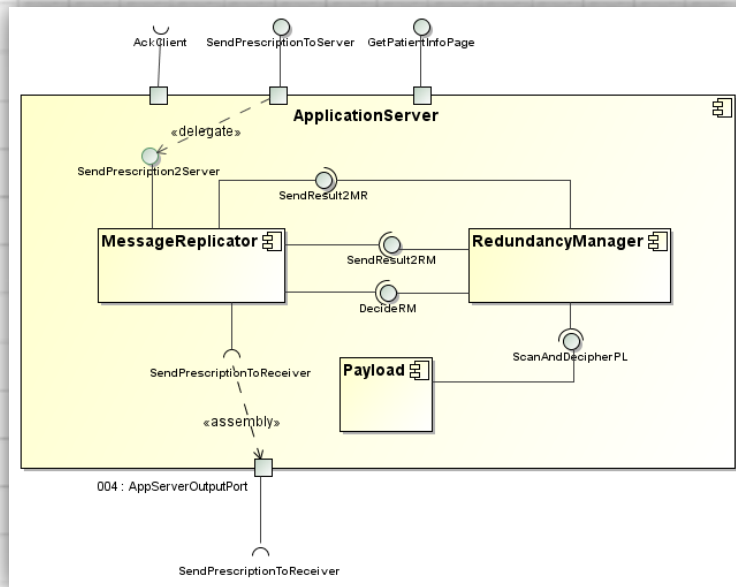 AckClient
SendPrescriptionToServer
GetPatientInfoPage
ApplicationServer
«delegate»
SendPrescription2Server
SendResult2MR
MessageReplicator
RedundancyManager
SendResult2RM
DecideRM
ScanAndDecipherPL
SendPrescriptionToReceiver
Payload
«assembly»
004 : AppServerOutputPort
SendPrescriptionToReceiver